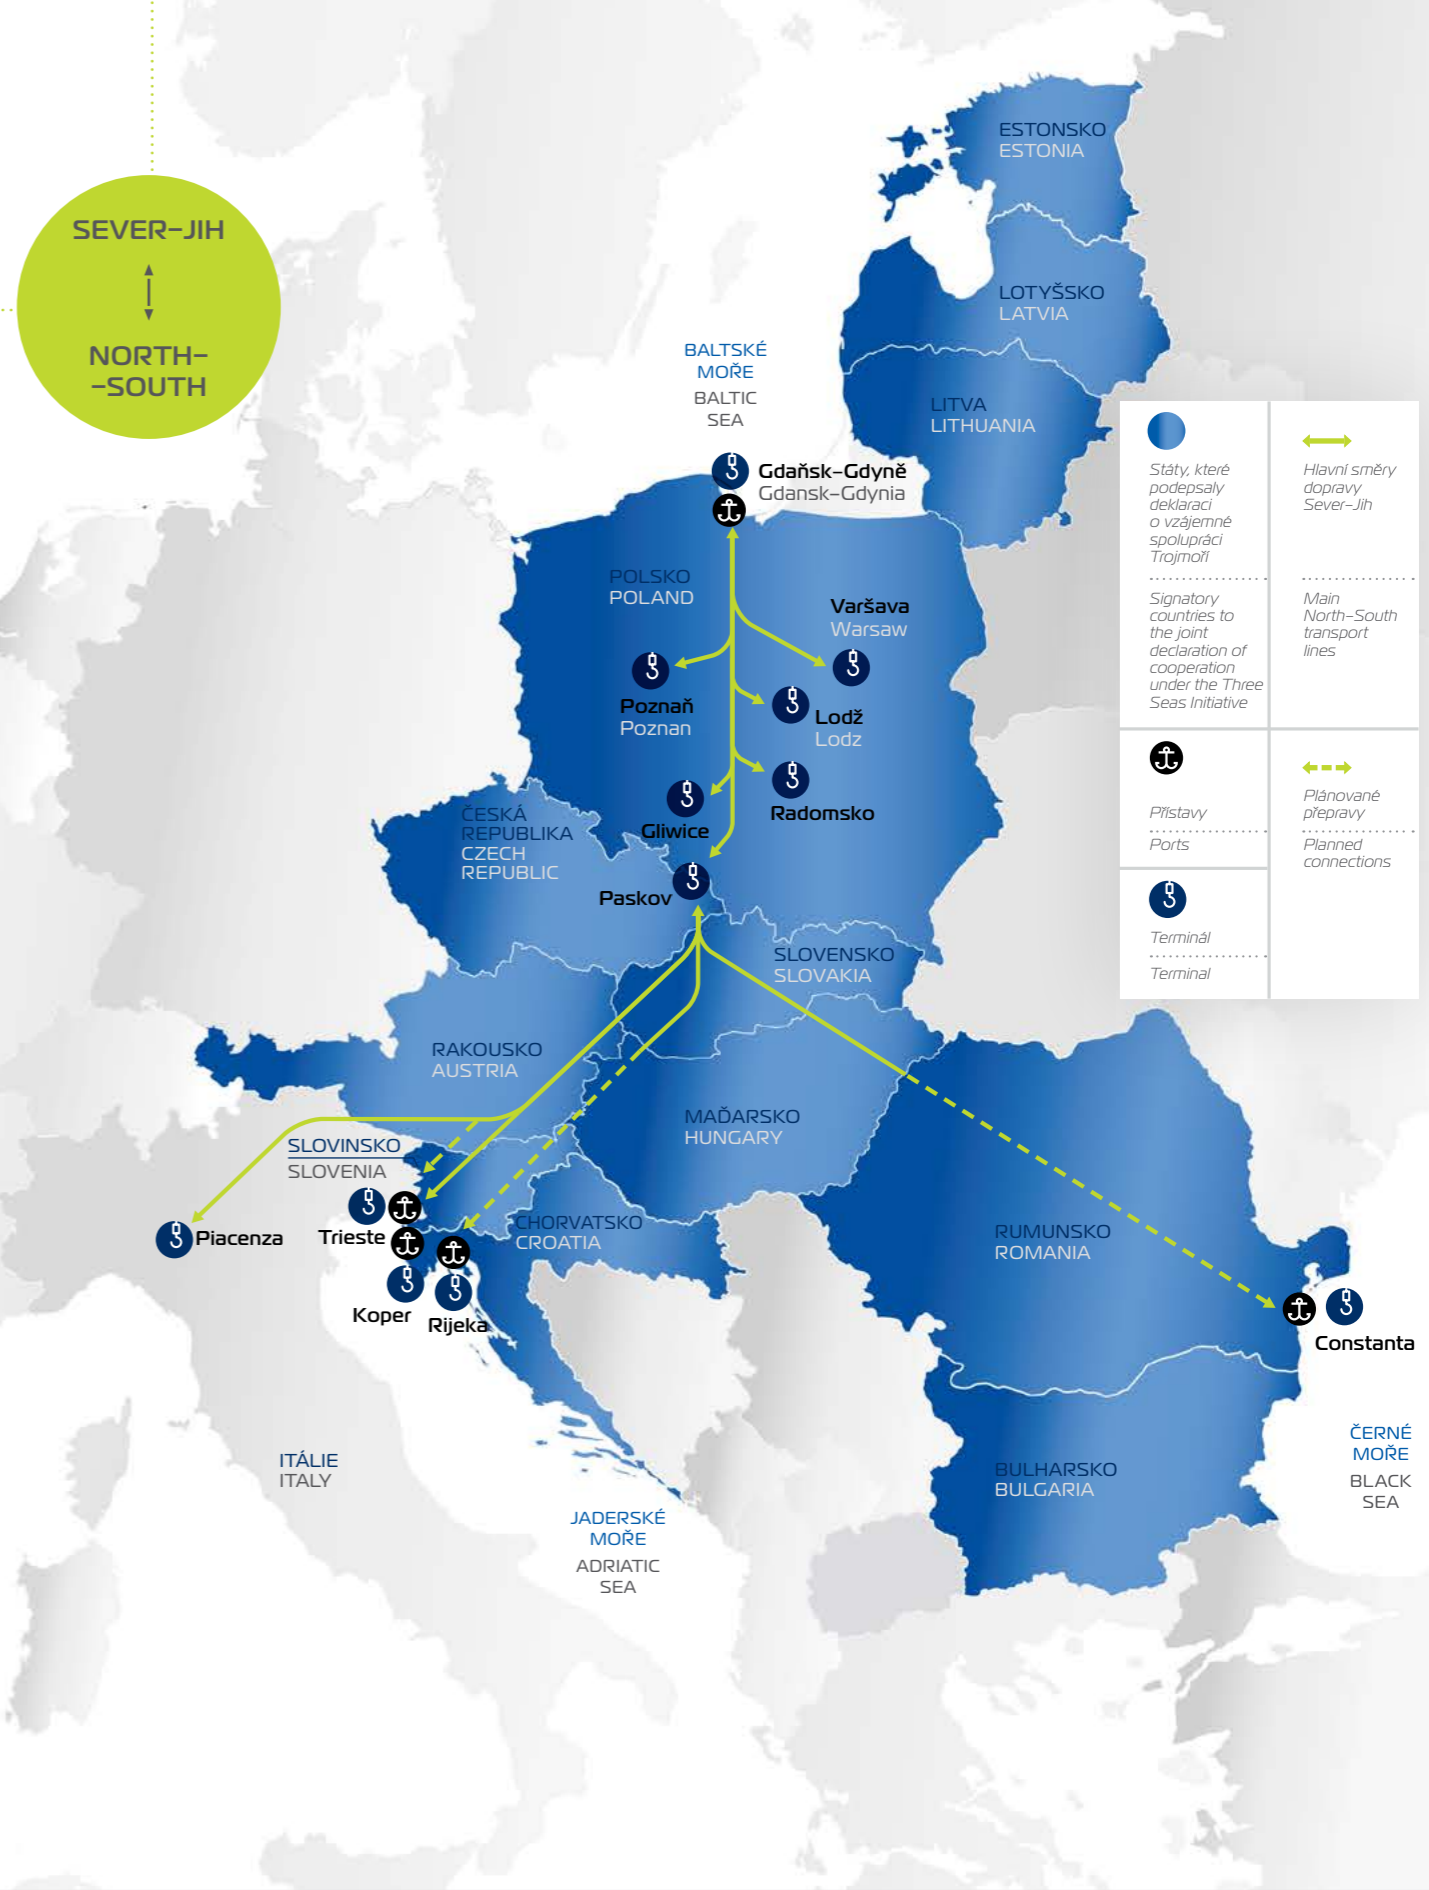 SEVER–JIH
NORTH–
–SOUTH
ESTONSKO
ESTONIA
LOTYŠSKO
LATVIA
LITVA
LITHUANIA
BALTSKÉ
MOŘE
BALTIC
SEA
Gdaňsk–Gdyně
Gdansk–Gdynia
POLSKO
POLAND
Varšava
Warsaw
Poznaň
Poznan
Lodž
Lodz
Radomsko
Gliwice
Paskov
ČESKÁ
REPUBLIKA
CZECH
REPUBLIC
SLOVENSKO
SLOVAKIA
RAKOUSKO
AUSTRIA
MAĎARSKO
HUNGARY
SLOVINSKO
SLOVENIA
Piacenza
Trieste
Koper
Rijeka
CHORVATSKO
CROATIA
RUMUNSKO
ROMANIA
Constanta
BULHARSKO
BULGARIA
ITÁLIE
ITALY
JADERSKÉ
MOŘE
ADRIATIC
SEA
ČERNÉ
MOŘE
BLACK
SEA
Státy, které
podepsaly
deklaraci
o vzájemné
spolupráci
Trojmoří
Signatory
countries to
the joint
declaration of
cooperation
under the Three
Seas Initiative
Hlavní směry
dopravy
Sever–Jih
Main
North–South
transport
lines
Přístavy
Ports
Plánované
přepravy
Planned
connections
Terminál
Terminal